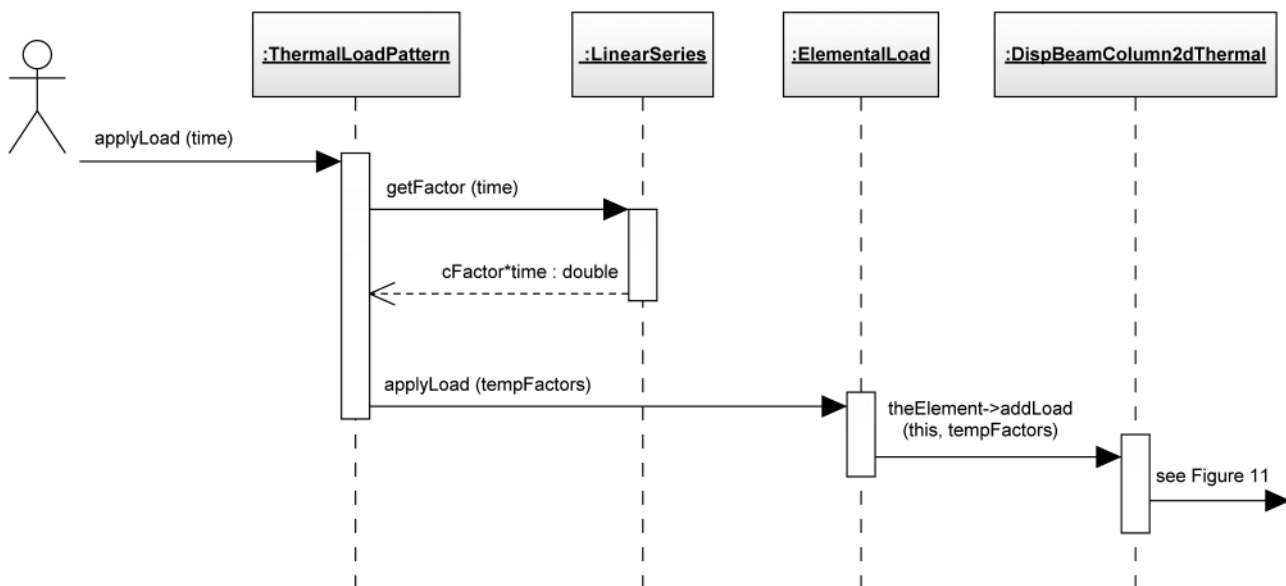 :ThermalLoadPattern
:LinearSeries
:ElementalLoad
:DispBeamColumn2dThermal
applyLoad (time)
getFactor (time)
cFactor*time : double
applyLoad (tempFactors)
theElement->addLoad
(this, tempFactors)
see Figure 11